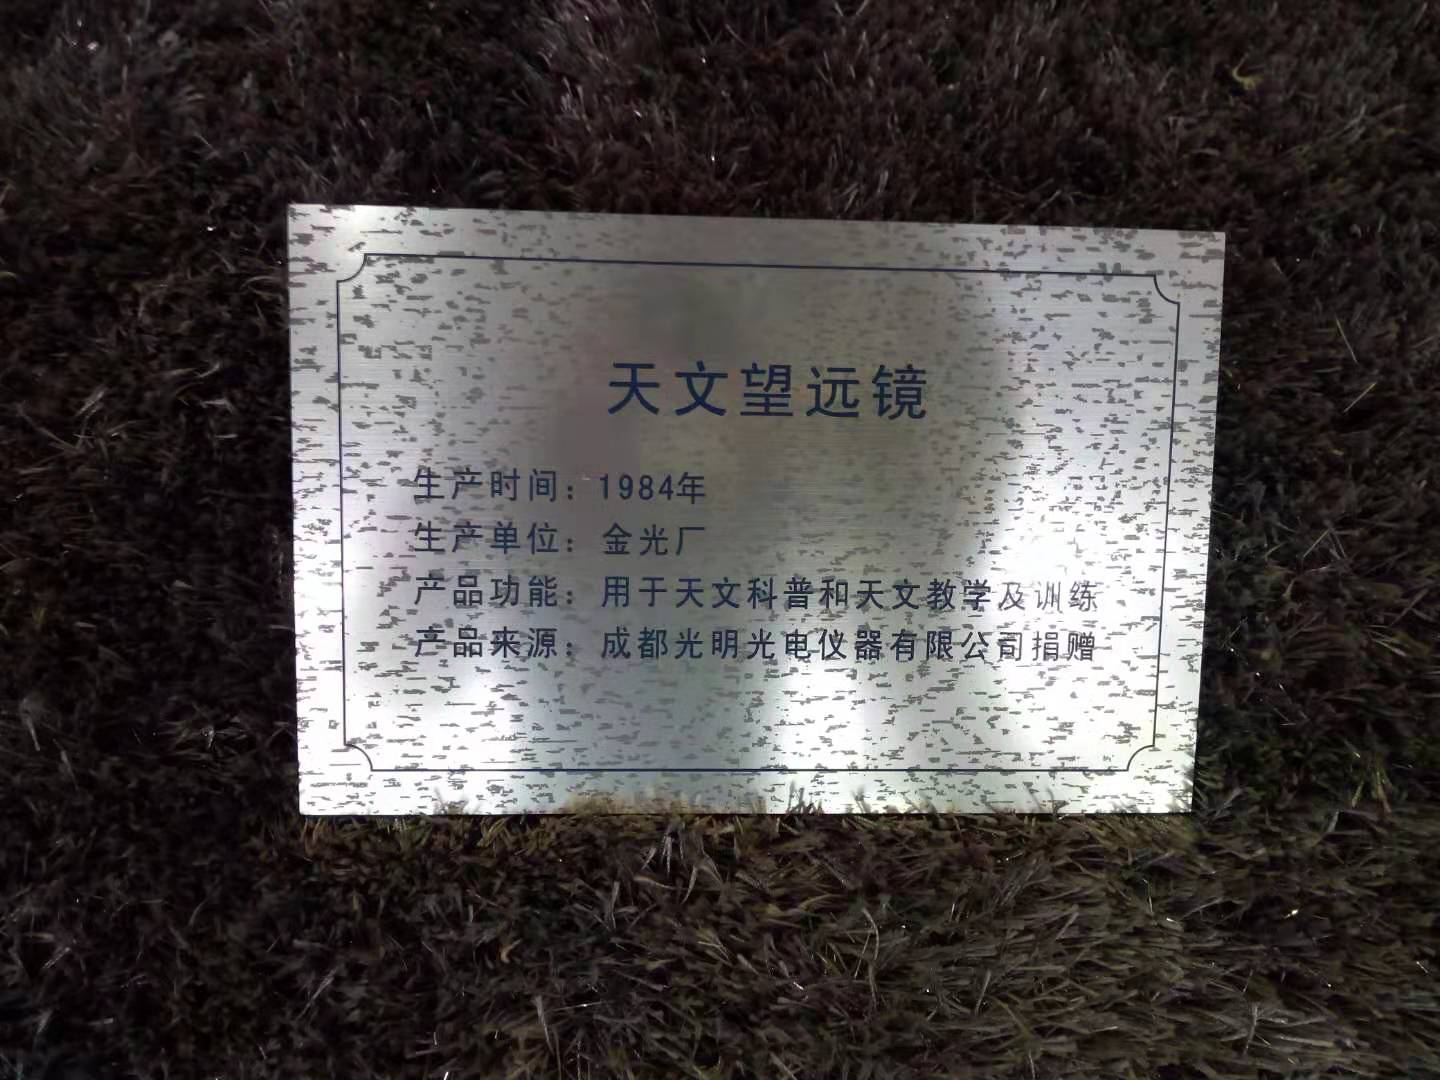 天文望远镜
生产时间：1984年
生产单位：金光厂
产品功能：用于天文科普和天文教学及训练
产品来源：成都光明光电仪器有限公司捐赠